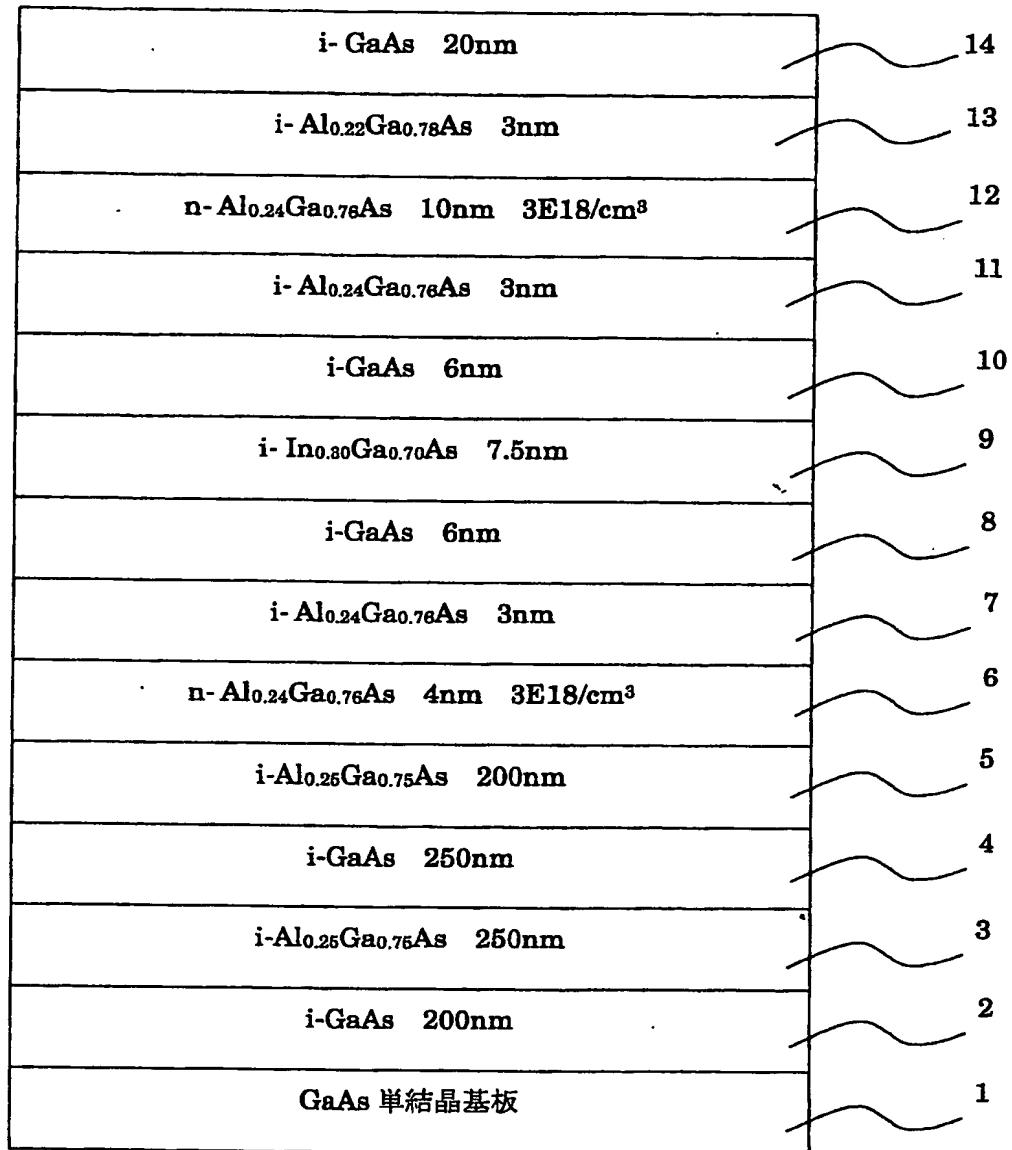 i- GaAs 20nm 14
i- Al0.22Ga0.78As 3nm 13
n- Al0.24Ga0.76As 10nm 3E18/cm³ 12
i- Al0.24Ga0.76As 3nm 11
i-GaAs 6nm 10
i- In0.30Ga0.70As 7.5nm 9
i-GaAs 6nm 8
i- Al0.24Ga0.76As 3nm 7
n- Al0.24Ga0.76As 4nm 3E18/cm³ 6
i-Al0.25Ga0.75As 200nm 5
i-GaAs 250nm 4
i-Al0.25Ga0.75As 250nm 3
i-GaAs 200nm 2
GaAs 単結晶基板 1